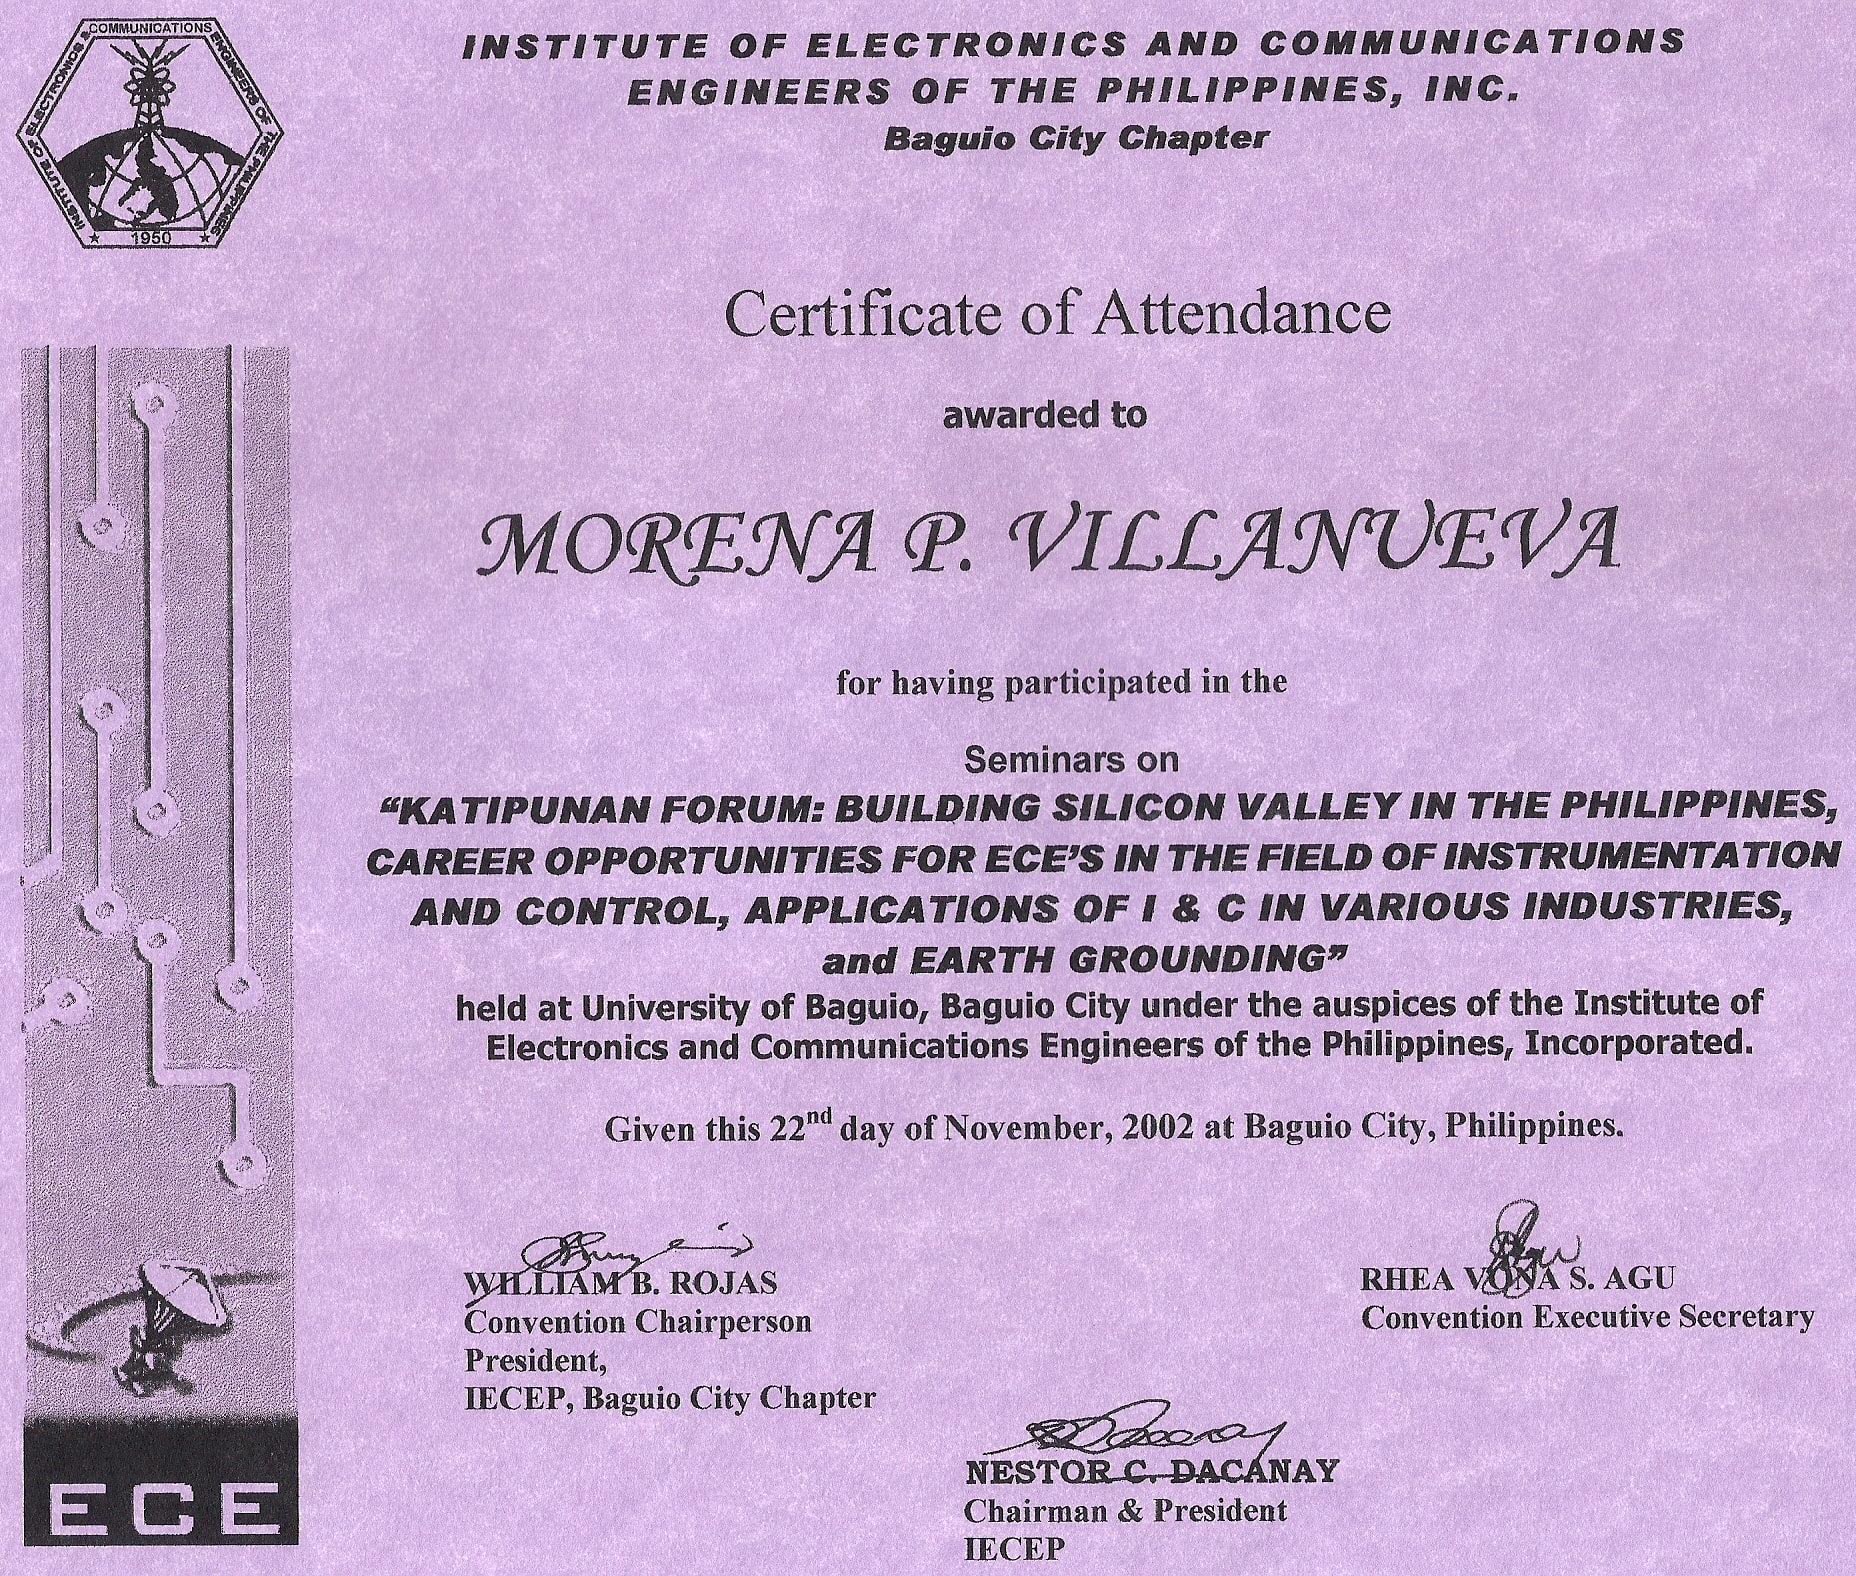 INSTITUTE OF ELECTRONICS & COMMUNICATIONS ENGINEERS OF THE PHILIPPINES
1950
INSTITUTE OF ELECTRONICS AND COMMUNICATIONS
ENGINEERS OF THE PHILIPPINES, INC.
Baguio City Chapter
Certificate of Attendance
awarded to
MORENA P. VILLANUEVA
for having participated in the
Seminars on
“KATIPUNAN FORUM: BUILDING SILICON VALLEY IN THE PHILIPPINES,
CAREER OPPORTUNITIES FOR ECE’S IN THE FIELD OF INSTRUMENTATION
AND CONTROL, APPLICATIONS OF I & C IN VARIOUS INDUSTRIES,
and EARTH GROUNDING”
held at University of Baguio, Baguio City under the auspices of the Institute of
Electronics and Communications Engineers of the Philippines, Incorporated.
Given this 22nd day of November, 2002 at Baguio City, Philippines.
WILLIAM B. ROJAS
Convention Chairperson
President,
IECEP, Baguio City Chapter
RHEA VONA S. AGU
Convention Executive Secretary
NESTOR C. DACANAY
Chairman & President
IECEP
ECE